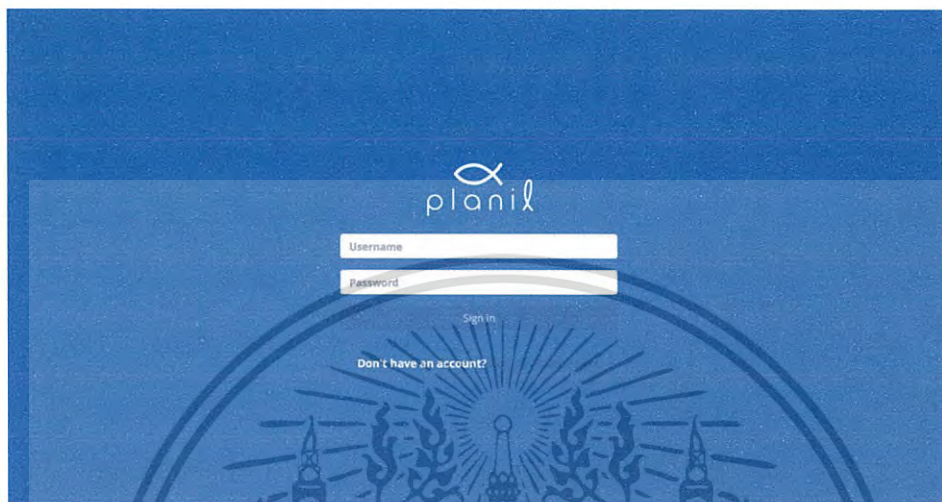 planil
Username
Password
Sign in
Don't have an account?